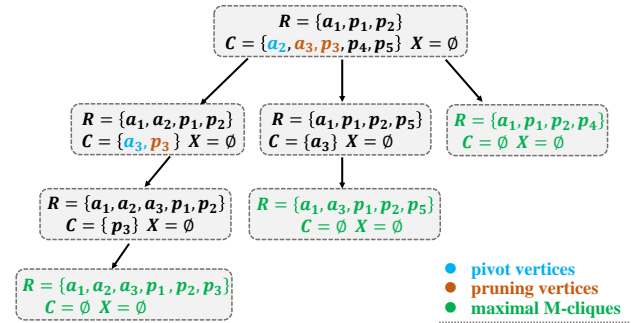 R = {a₁, p₁, p₂}
C = {a₂, a₃, p₃, p₄, p₅} X = ∅
R = {a₁, a₂, p₁, p₂}
C = {a₃, p₃} X = ∅
R = {a₁, p₁, p₂, p₅}
C = {a₃} X = ∅
R = {a₁, p₁, p₂, p₄}
C = ∅ X = ∅
R = {a₁, a₂, a₃, p₁, p₂}
C = {p₃} X = ∅
R = {a₁, a₃, p₁, p₂, p₅}
C = ∅ X = ∅
R = {a₁, a₂, a₃, p₁, p₂, p₃}
C = ∅ X = ∅
pivot vertices
pruning vertices
maximal M-cliques